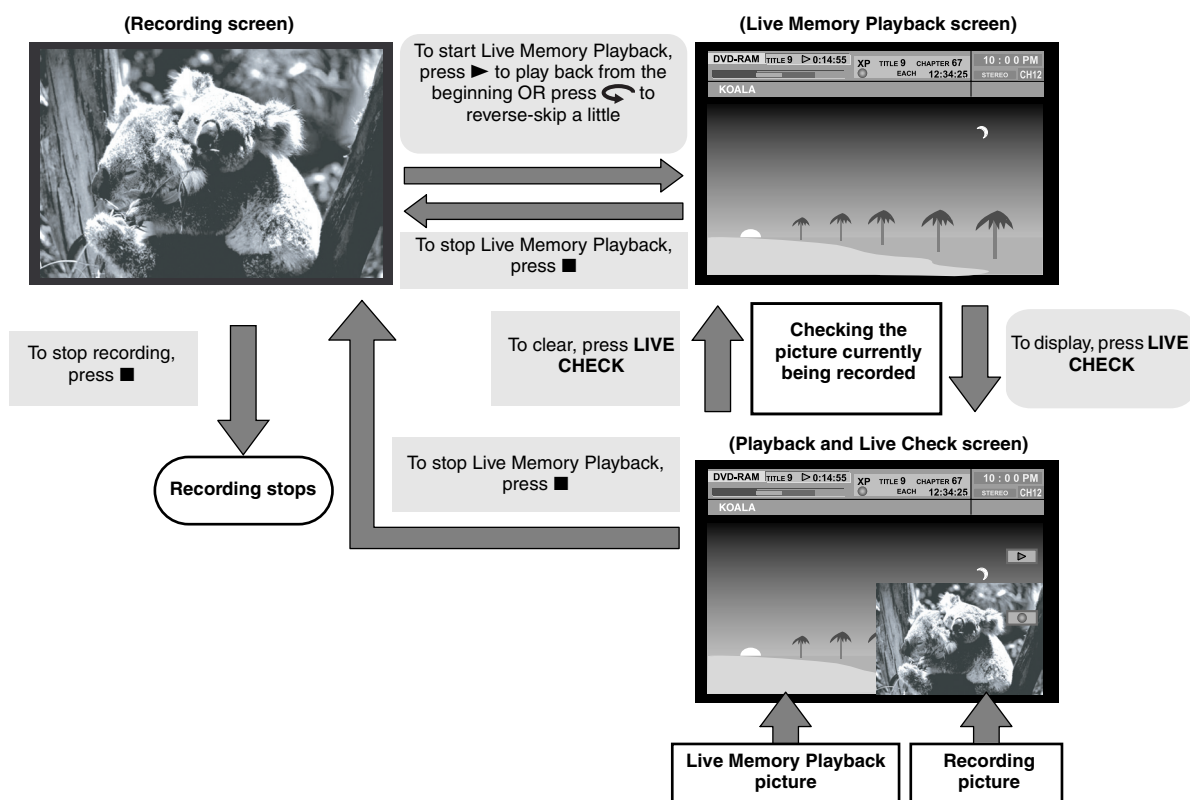 (Recording screen)
To start Live Memory Playback,
press ► to play back from the
beginning OR press to
reverse-skip a little
(Live Memory Playback screen)
DVD-RAM TITLE 9 ▷ 0:14:55 XP TITLE 9 CHAPTER 67 10:00 PM
EACH 12:34:25 STEREO CH12
KOALA
To stop Live Memory Playback,
press ■
To stop recording,
press ■
Recording stops
To clear, press LIVE
CHECK
Checking the
picture currently
being recorded
To display, press LIVE
CHECK
To stop Live Memory Playback,
press ■
(Playback and Live Check screen)
DVD-RAM TITLE 9 ▷ 0:14:55 XP TITLE 9 CHAPTER 67 10:00 PM
EACH 12:34:25 STEREO CH12
KOALA
Live Memory Playback
picture
Recording
picture